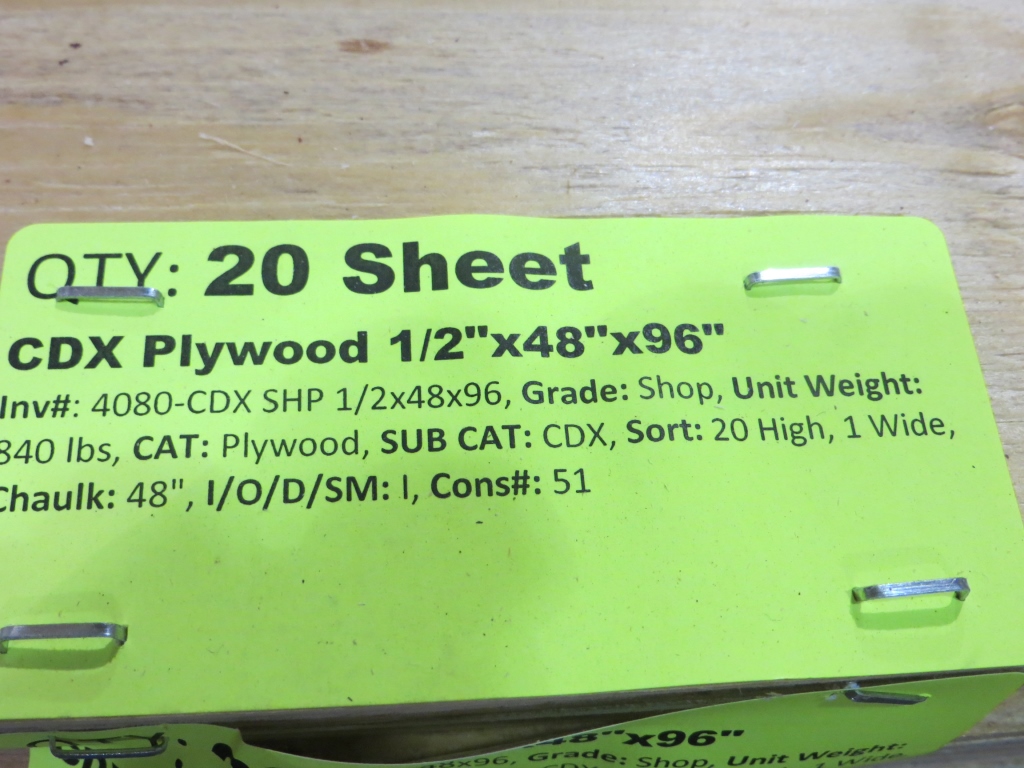 QTY: 20 Sheet
CDX Plywood 1/2"x48"x96"
Inv#: 4080-CDX SHP 1/2x48x96, Grade: Shop, Unit Weight:
840 lbs, CAT: Plywood, SUB CAT: CDX, Sort: 20 High, 1 Wide,
Chaulk: 48", I/O/D/SM: I, Cons#: 51
48"x96"
48x96, Grade: Shop, Unit Weight: